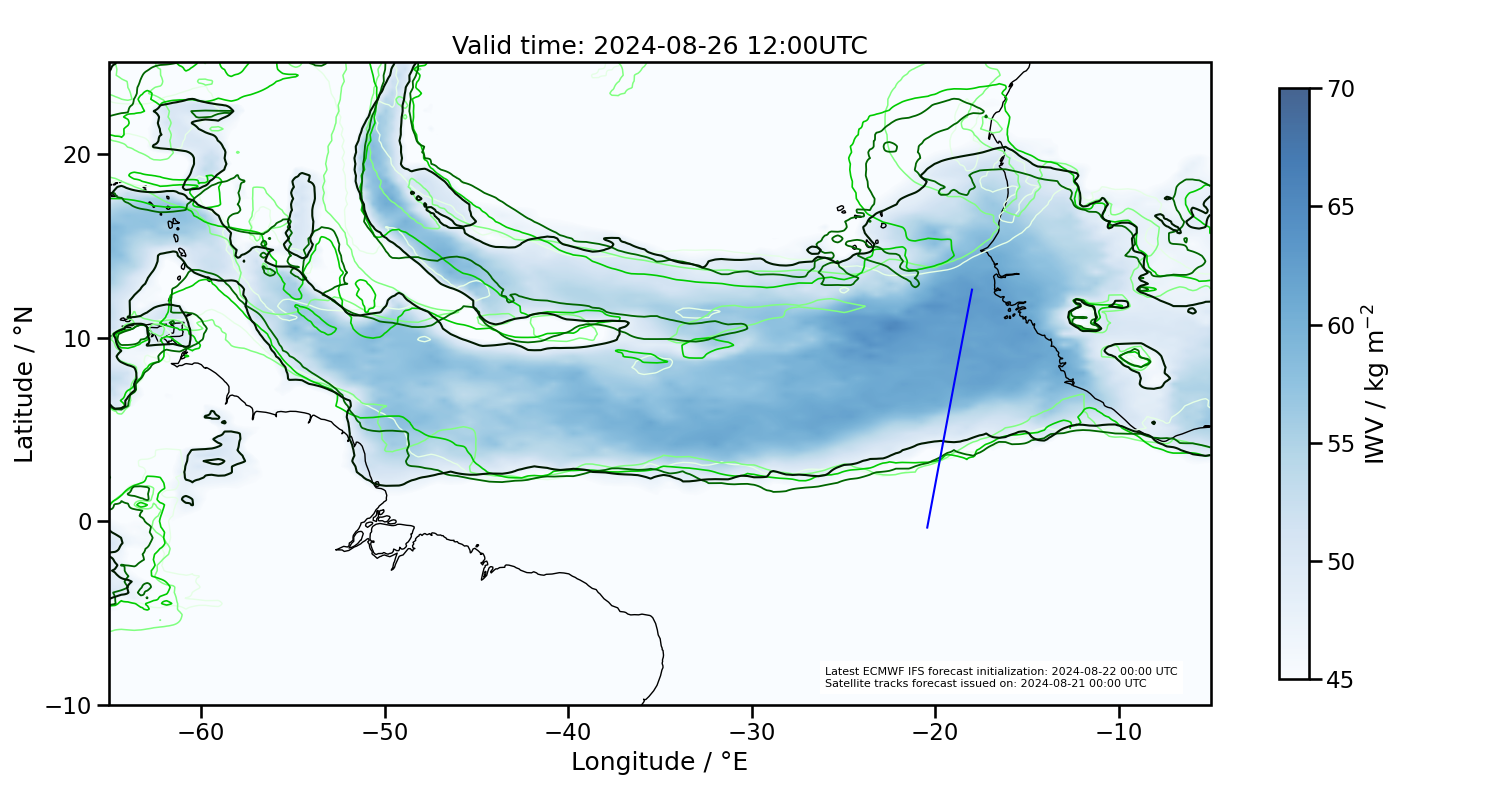 Valid time: 2024-08-26 12:00UTC
Latitude / °N
20
10
0
−10
−60
−50
−40
−30
−20
−10
Longitude / °E
Latest ECMWF IFS forecast initialization: 2024-08-22 00:00 UTC
Satellite tracks forecast issued on: 2024-08-21 00:00 UTC
70
65
60
55
50
45
IWV / kg m⁻²